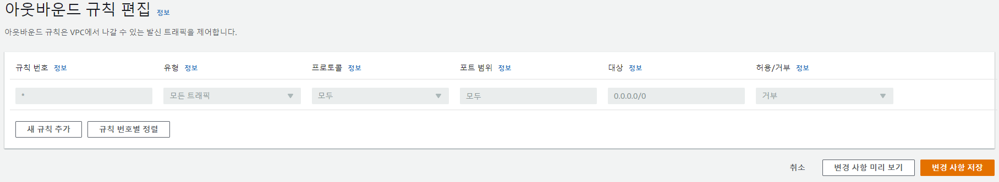 아웃바운드 규칙 편집 정보
아웃바운드 규칙은 VPC에서 나갈 수 있는 발신 트래픽을 제어합니다.
규칙 번호 정보 유형 정보 프로토콜 정보 포트 범위 정보 대상 정보 허용/거부 정보
* 모든 트래픽 모두 모두 0.0.0.0/0 거부
새 규칙 추가 규칙 번호별 정렬
취소 변경 사항 미리 보기 변경 사항 저장